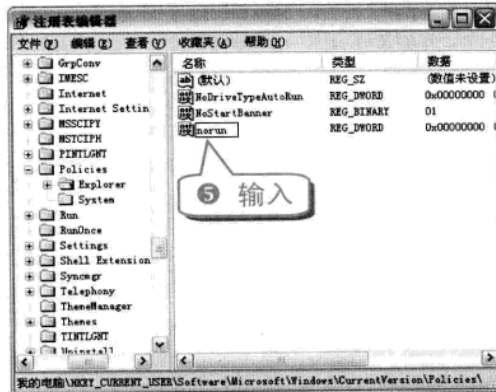 注册表编辑器
文件(F) 编辑(E) 查看(V) 收藏夹(A) 帮助(H)
GrpConv
IMESC
Internet
Internet Settin
MSSCIPY
MSTCIPH
PINTLGNT
Policies
Explorer
System
Run
RunOnce
Settings
Shell Extension
Syncmgr
Telephony
ThemeManager
Themes
TINTLGNT
Uninstall
名称 类型 数据
(默认) REG_SZ (数值未设置)
NoDriveTypeAutoRun REG_DWORD 0x00000000
NoStartBanner REG_BINARY 01
norun REG_DWORD 0x00000000
❺ 输入
我的电脑\HKEY_CURRENT_USER\Software\Microsoft\Windows\CurrentVersion\Policies\